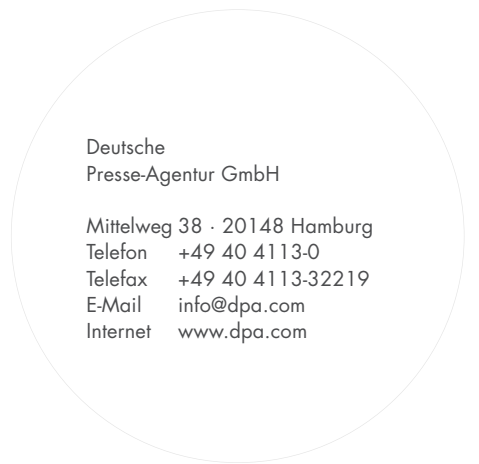 Deutsche
Presse-Agentur GmbH
Mittelweg 38 · 20148 Hamburg
Telefon +49 40 4113-0
Telefax +49 40 4113-32219
E-Mail info@dpa.com
Internet www.dpa.com